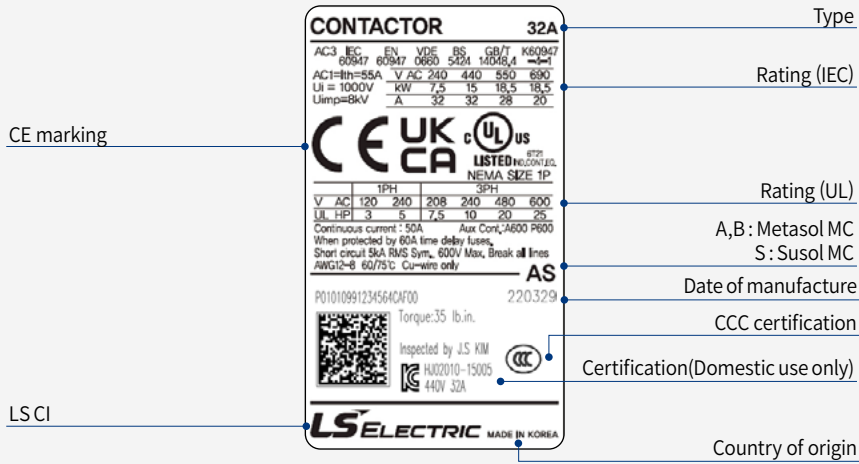 CONTACTOR 32A
AC3 IEC 60947 EN 60947 VDE 0660 BS 5424 GB/T 14048.4 K60947 -4-1
AC1=Ith=55A V AC 240 440 550 690
Ui = 1000V kW 7,5 15 18,5 18,5
Uimp=8kV A 32 32 28 20
CE UK CA C UL US
LISTED 6T21 IND.CONT.EQ.
NEMA SIZE 1P
1PH 3PH
V AC 120 240 208 240 480 600
UL HP 3 5 7,5 10 20 25
Continuous current : 50A Aux Cont.:A600 P600
When protected by 60A time delay fuses,
Short circuit 5kA RMS Sym., 600V Max, Break all lines
AWG12-8 60/75℃ Cu-wire only
AS
P01010991234564CAF00 220329
Torque:35 lb.in.
Inspected by J.S KIM
CCC
HJ02010-15005
440V 32A
LS ELECTRIC MADE IN KOREA
CE marking
LS CI
Type
Rating (IEC)
Rating (UL)
A,B : Metasol MC
S : Susol MC
Date of manufacture
CCC certification
Certification(Domestic use only)
Country of origin